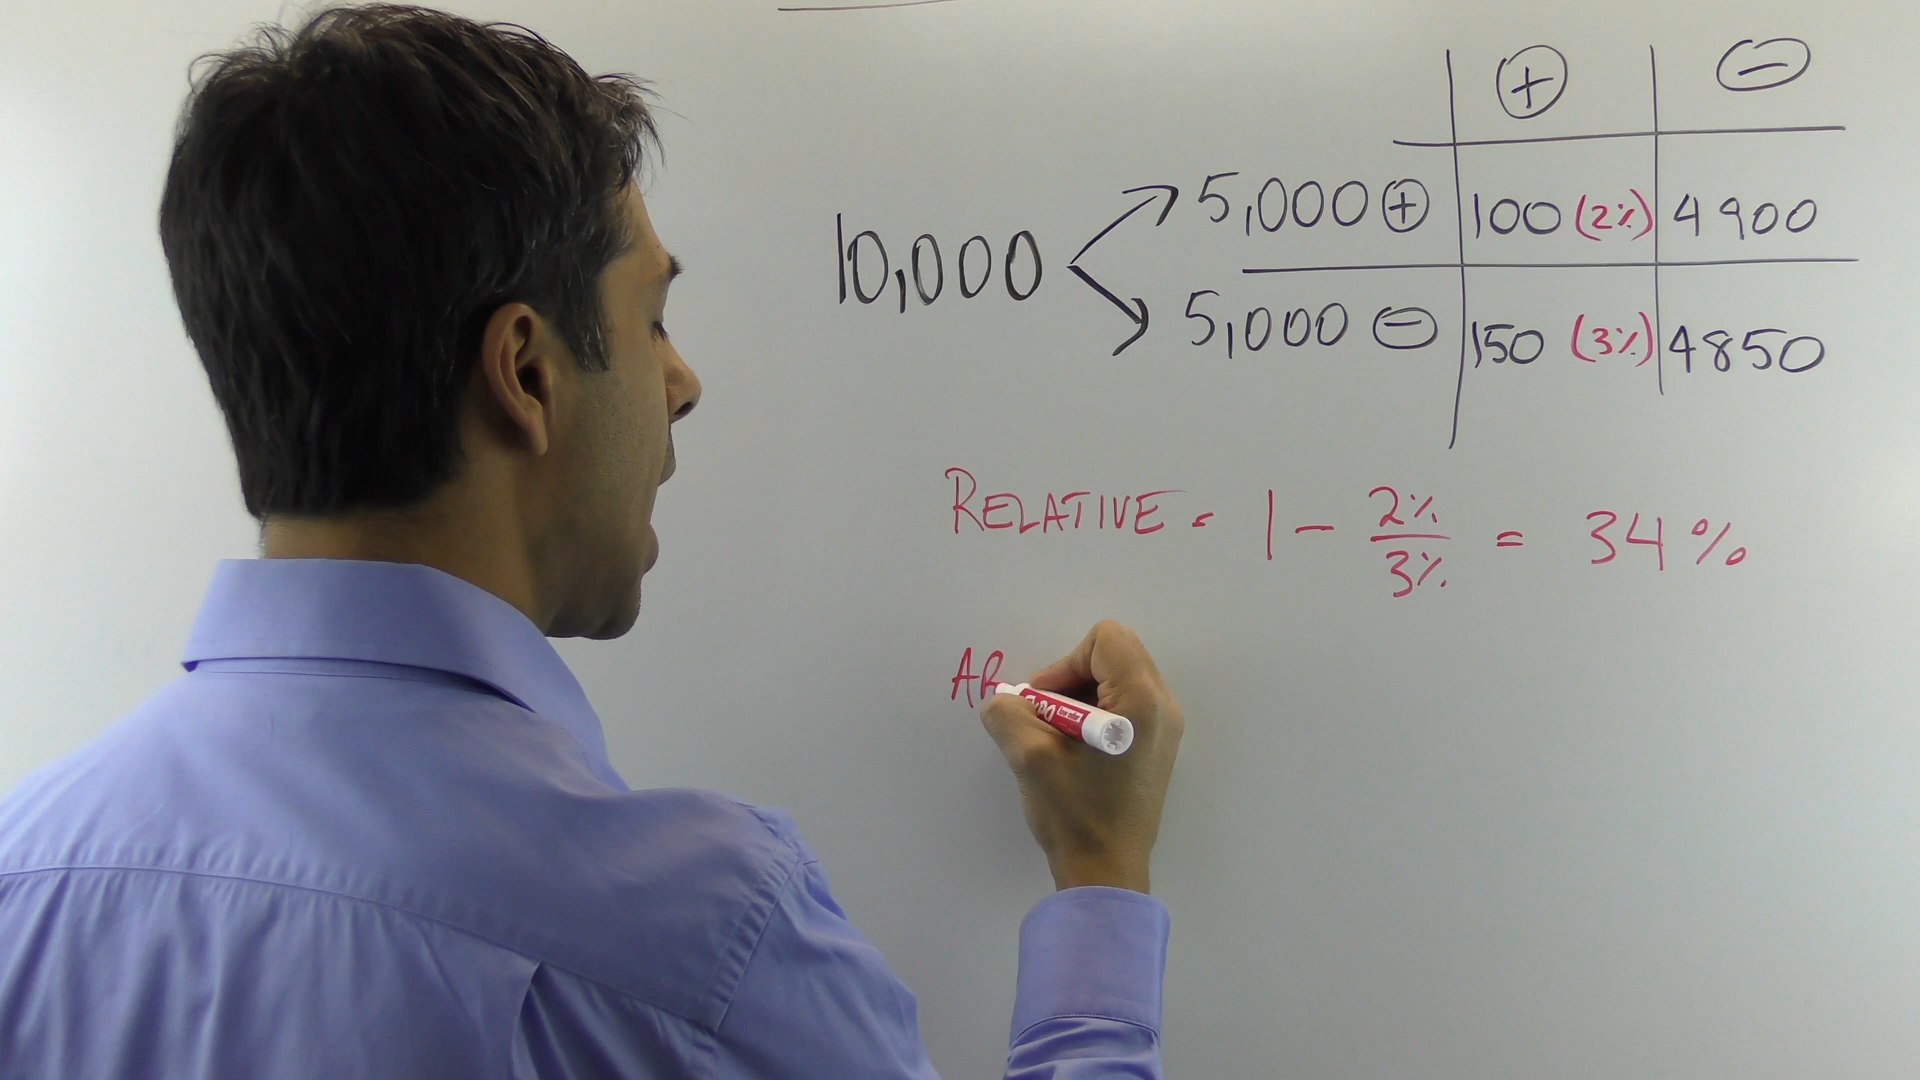 ⊕ ⊖
10,000 5,000 ⊕ 100 (2%) 4900
5,000 ⊖ 150 (3%) 4850
RELATIVE = 1 - 2% / 3% = 34%
AR